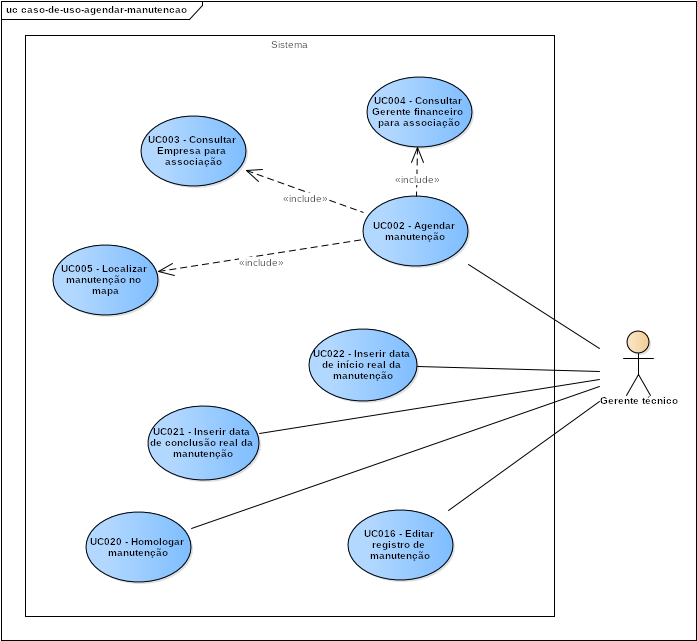 uc caso-de-uso-agendar-manutencao
Sistema
UC004 - Consultar
Gerente financeiro
para associação
UC003 - Consultar
Empresa para
associação
«include»
«include»
UC002 - Agendar
manutenção
«include»
UC005 - Localizar
manutenção no
mapa
UC022 - Inserir data
de início real da
manutenção
Gerente técnico
UC021 - Inserir data
de conclusão real da
manutenção
UC020 - Homologar
manutenção
UC016 - Editar
registro de
manutenção